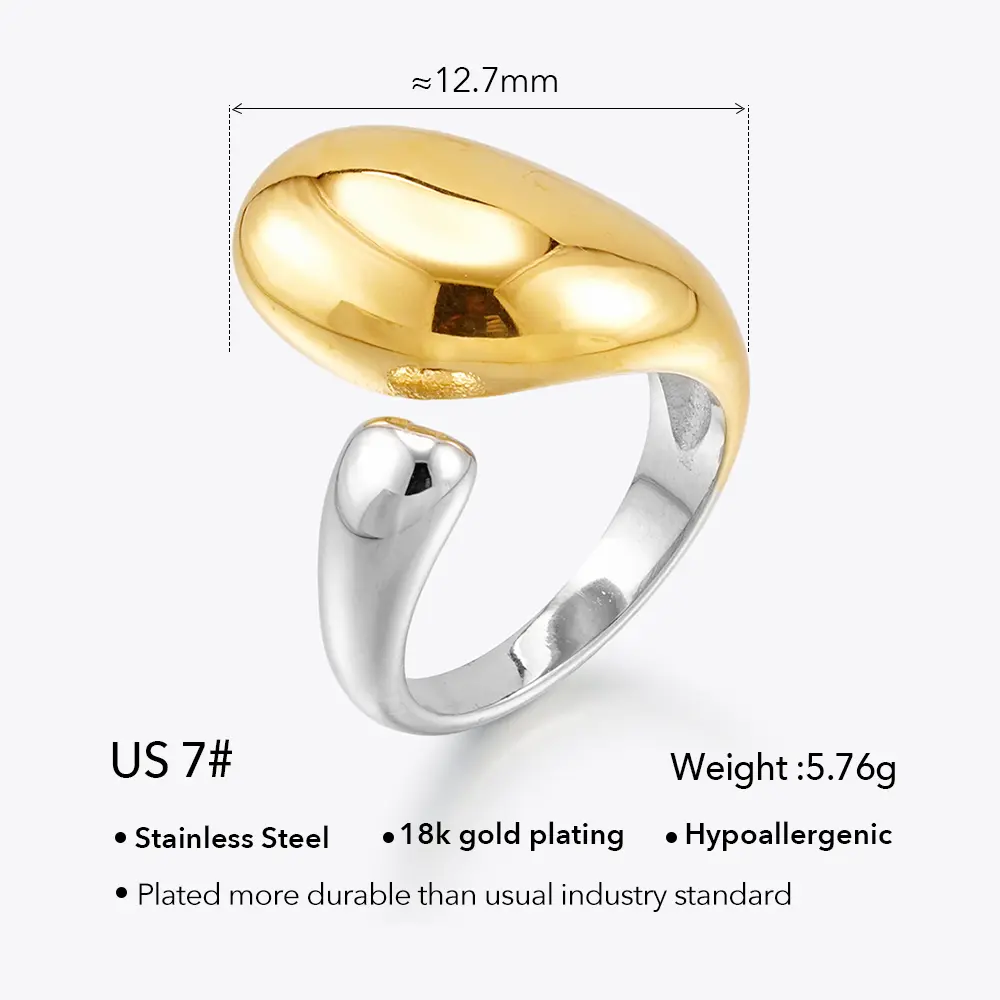 ≈12.7mm
US 7#
Weight :5.76g
• Stainless Steel • 18k gold plating • Hypoallergenic
• Plated more durable than usual industry standard